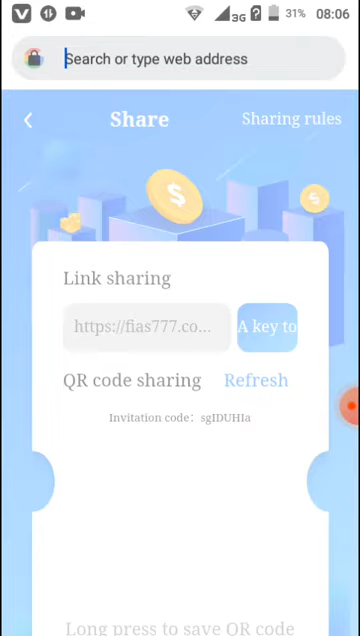 3G
31%
08:06
Search or type web address
Share
Sharing rules
Link sharing
https://fias777.co...
A key to
QR code sharing
Refresh
Invitation code: sgIDUHIa
Long press to save QR code